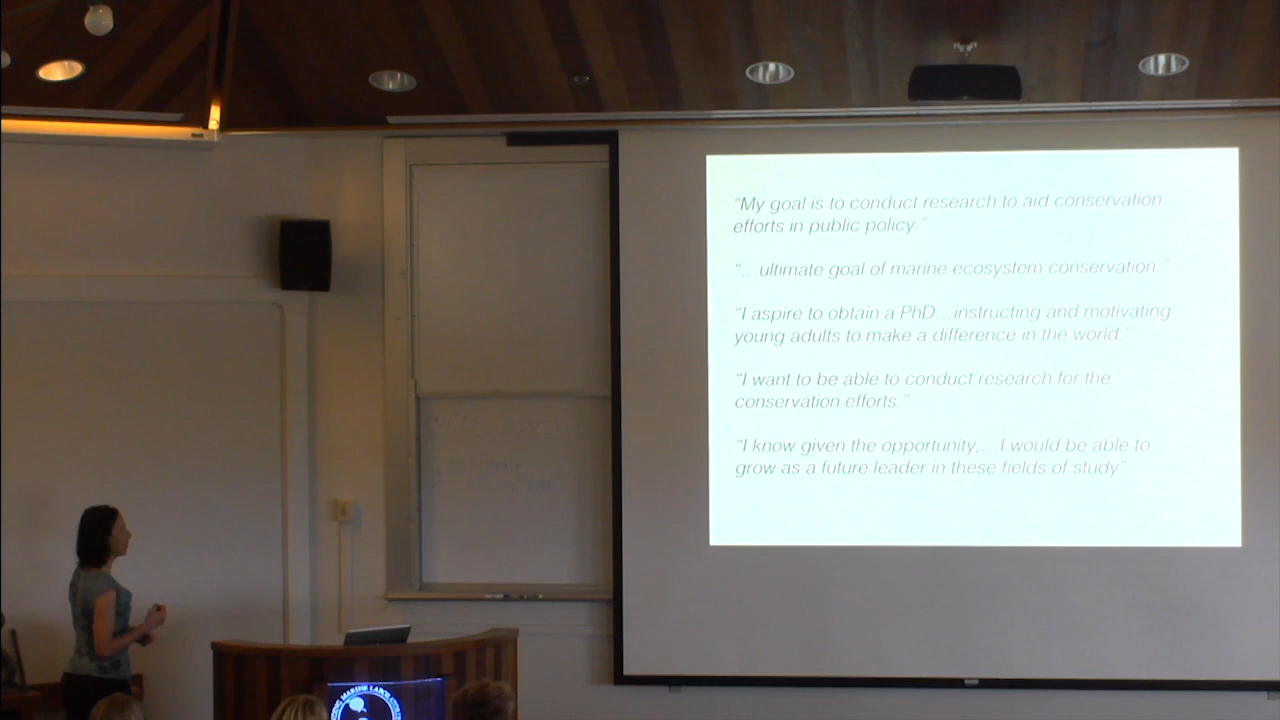 “My goal is to conduct research to aid conservation
efforts in public policy.”
“…ultimate goal of marine ecosystem conservation.”
“I aspire to obtain a PhD…instructing and motivating
young adults to make a difference in the world.”
“I want to be able to conduct research for the
conservation efforts.”
“I know given the opportunity,…I would be able to
grow as a future leader in these fields of study”
MARINE